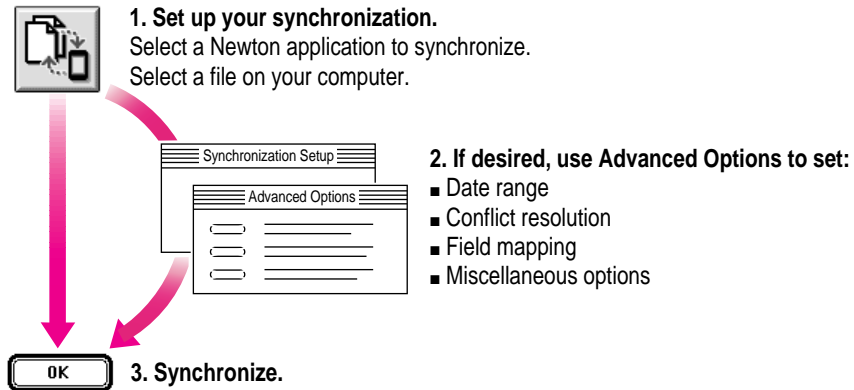 1. Set up your synchronization.
Select a Newton application to synchronize.
Select a file on your computer.
Synchronization Setup
Advanced Options
2. If desired, use Advanced Options to set:
■ Date range
■ Conflict resolution
■ Field mapping
■ Miscellaneous options
OK
3. Synchronize.